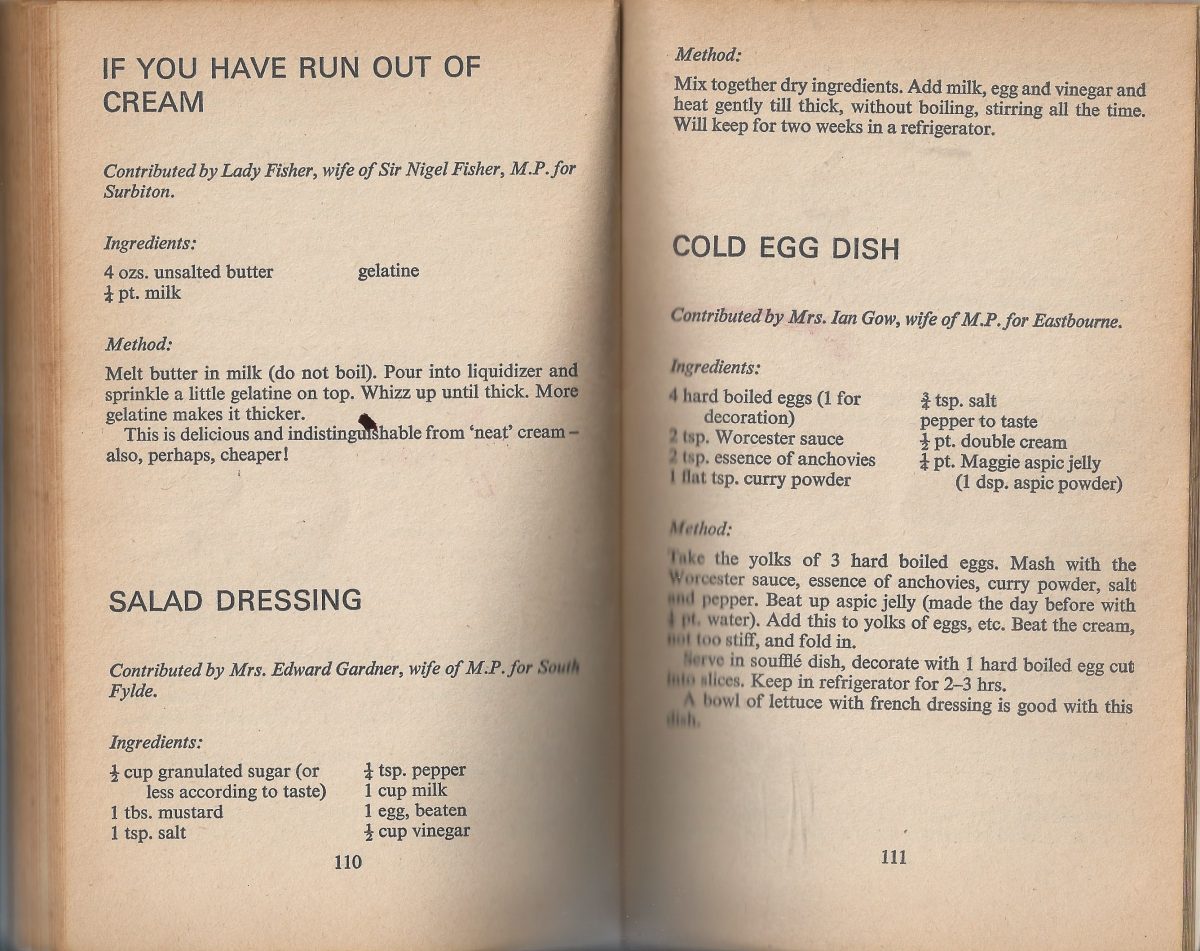 IF YOU HAVE RUN OUT OF
CREAM
Contributed by Lady Fisher, wife of Sir Nigel Fisher, M.P. for
Surbiton.
Ingredients:
4 ozs. unsalted butter
¼ pt. milk
gelatine
Method:
Melt butter in milk (do not boil). Pour into liquidizer and
sprinkle a little gelatine on top. Whizz up until thick. More
gelatine makes it thicker.
This is delicious and indistinguishable from ‘neat’ cream –
also, perhaps, cheaper!
SALAD DRESSING
Contributed by Mrs. Edward Gardner, wife of M.P. for South
Fylde.
Ingredients:
½ cup granulated sugar (or
less according to taste)
1 tbs. mustard
1 tsp. salt
¼ tsp. pepper
1 cup milk
1 egg, beaten
½ cup vinegar
110
Method:
Mix together dry ingredients. Add milk, egg and vinegar and
heat gently till thick, without boiling, stirring all the time.
Will keep for two weeks in a refrigerator.
COLD EGG DISH
Contributed by Mrs. Ian Gow, wife of M.P. for Eastbourne.
Ingredients:
4 hard boiled eggs (1 for
decoration)
2 tsp. Worcester sauce
2 tsp. essence of anchovies
1 flat tsp. curry powder
¾ tsp. salt
pepper to taste
½ pt. double cream
¼ pt. Maggie aspic jelly
(1 dsp. aspic powder)
Method:
Take the yolks of 3 hard boiled eggs. Mash with the
Worcester sauce, essence of anchovies, curry powder, salt
and pepper. Beat up aspic jelly (made the day before with
¼ pt. water). Add this to yolks of eggs, etc. Beat the cream,
not too stiff, and fold in.
Serve in soufflé dish, decorate with 1 hard boiled egg cut
into slices. Keep in refrigerator for 2–3 hrs.
A bowl of lettuce with french dressing is good with this
dish.
111